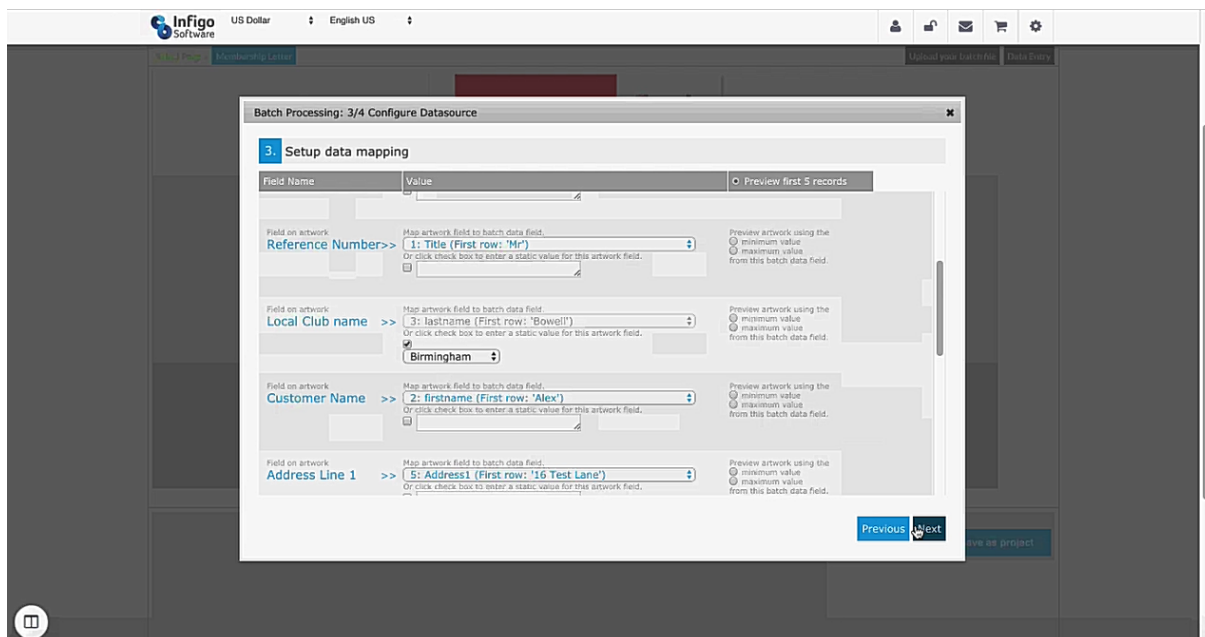 Infigo
Software
US Dollar
English US
Membership Letter
Upload your batch file
Data Entry
Batch Processing: 3/4 Configure Datasource
3. Setup data mapping
Field Name
Value
Preview first 5 records
Field on artwork
Reference Number>>
Map artwork field to batch data field.
1: Title (First row: 'Mr')
Or click check box to enter a static value for this artwork field.
Preview artwork using the
minimum value
maximum value
from this batch data field.
Field on artwork
Local Club name >>
Map artwork field to batch data field.
3: lastname (First row: 'Bowell')
Or click check box to enter a static value for this artwork field.
Birmingham
Preview artwork using the
minimum value
maximum value
from this batch data field.
Field on artwork
Customer Name >>
Map artwork field to batch data field.
2: firstname (First row: 'Alex')
Or click check box to enter a static value for this artwork field.
Preview artwork using the
minimum value
maximum value
from this batch data field.
Field on artwork
Address Line 1 >>
Map artwork field to batch data field.
5: Address1 (First row: '16 Test Lane')
Or click check box to enter a static value for this artwork field.
Preview artwork using the
minimum value
maximum value
from this batch data field.
Previous
Next
as project